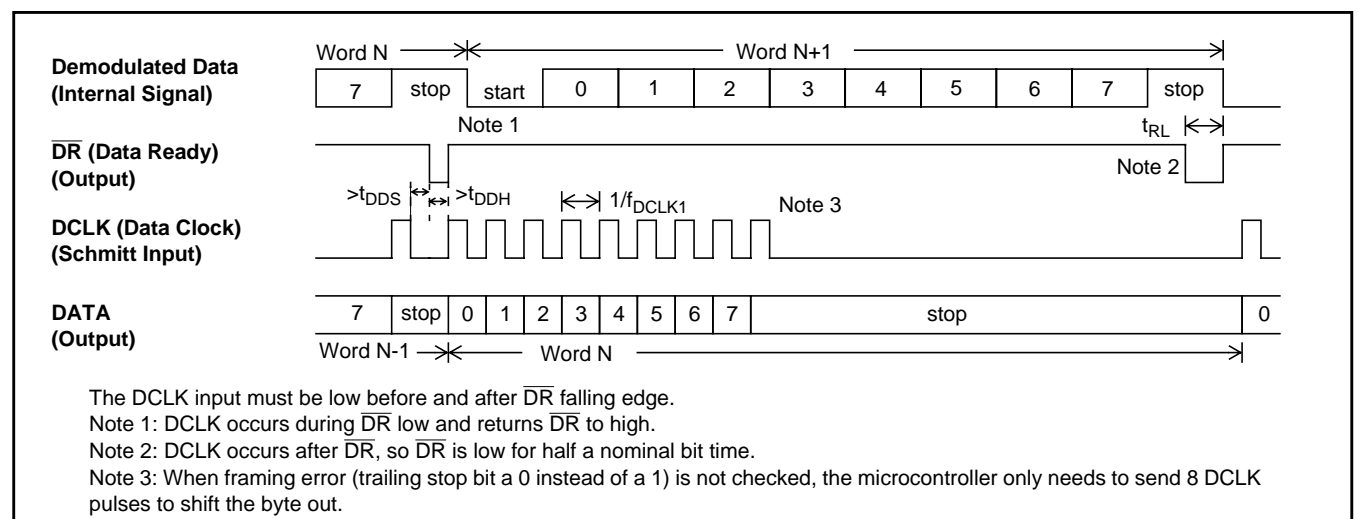 Word N Word N+1
Demodulated Data
(Internal Signal)
7 stop start 0 1 2 3 4 5 6 7 stop
Note 1 tRL
DR (Data Ready)
(Output)
Note 2
>tDDS >tDDH 1/fDCLK1 Note 3
DCLK (Data Clock)
(Schmitt Input)
DATA
(Output)
7 stop 0 1 2 3 4 5 6 7 stop 0
Word N-1 Word N
The DCLK input must be low before and after DR falling edge.
Note 1: DCLK occurs during DR low and returns DR to high.
Note 2: DCLK occurs after DR, so DR is low for half a nominal bit time.
Note 3: When framing error (trailing stop bit a 0 instead of a 1) is not checked, the microcontroller only needs to send 8 DCLK
pulses to shift the byte out.